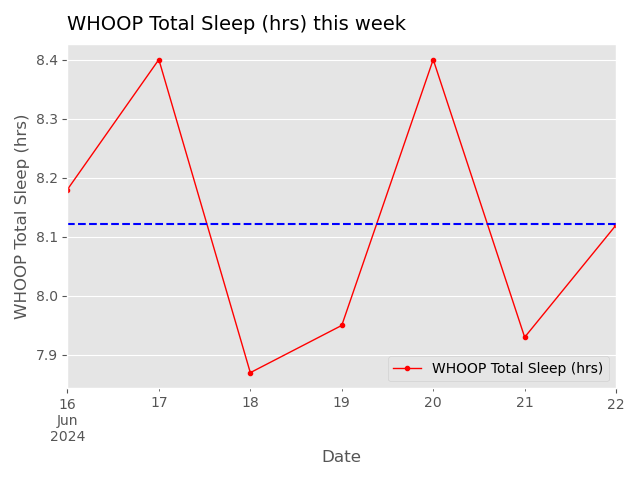 WHOOP Total Sleep (hrs) this week
WHOOP Total Sleep (hrs)
8.4
8.3
8.2
8.1
8.0
7.9
WHOOP Total Sleep (hrs)
16 17 18 19 20 21 22
Jun
2024
Date